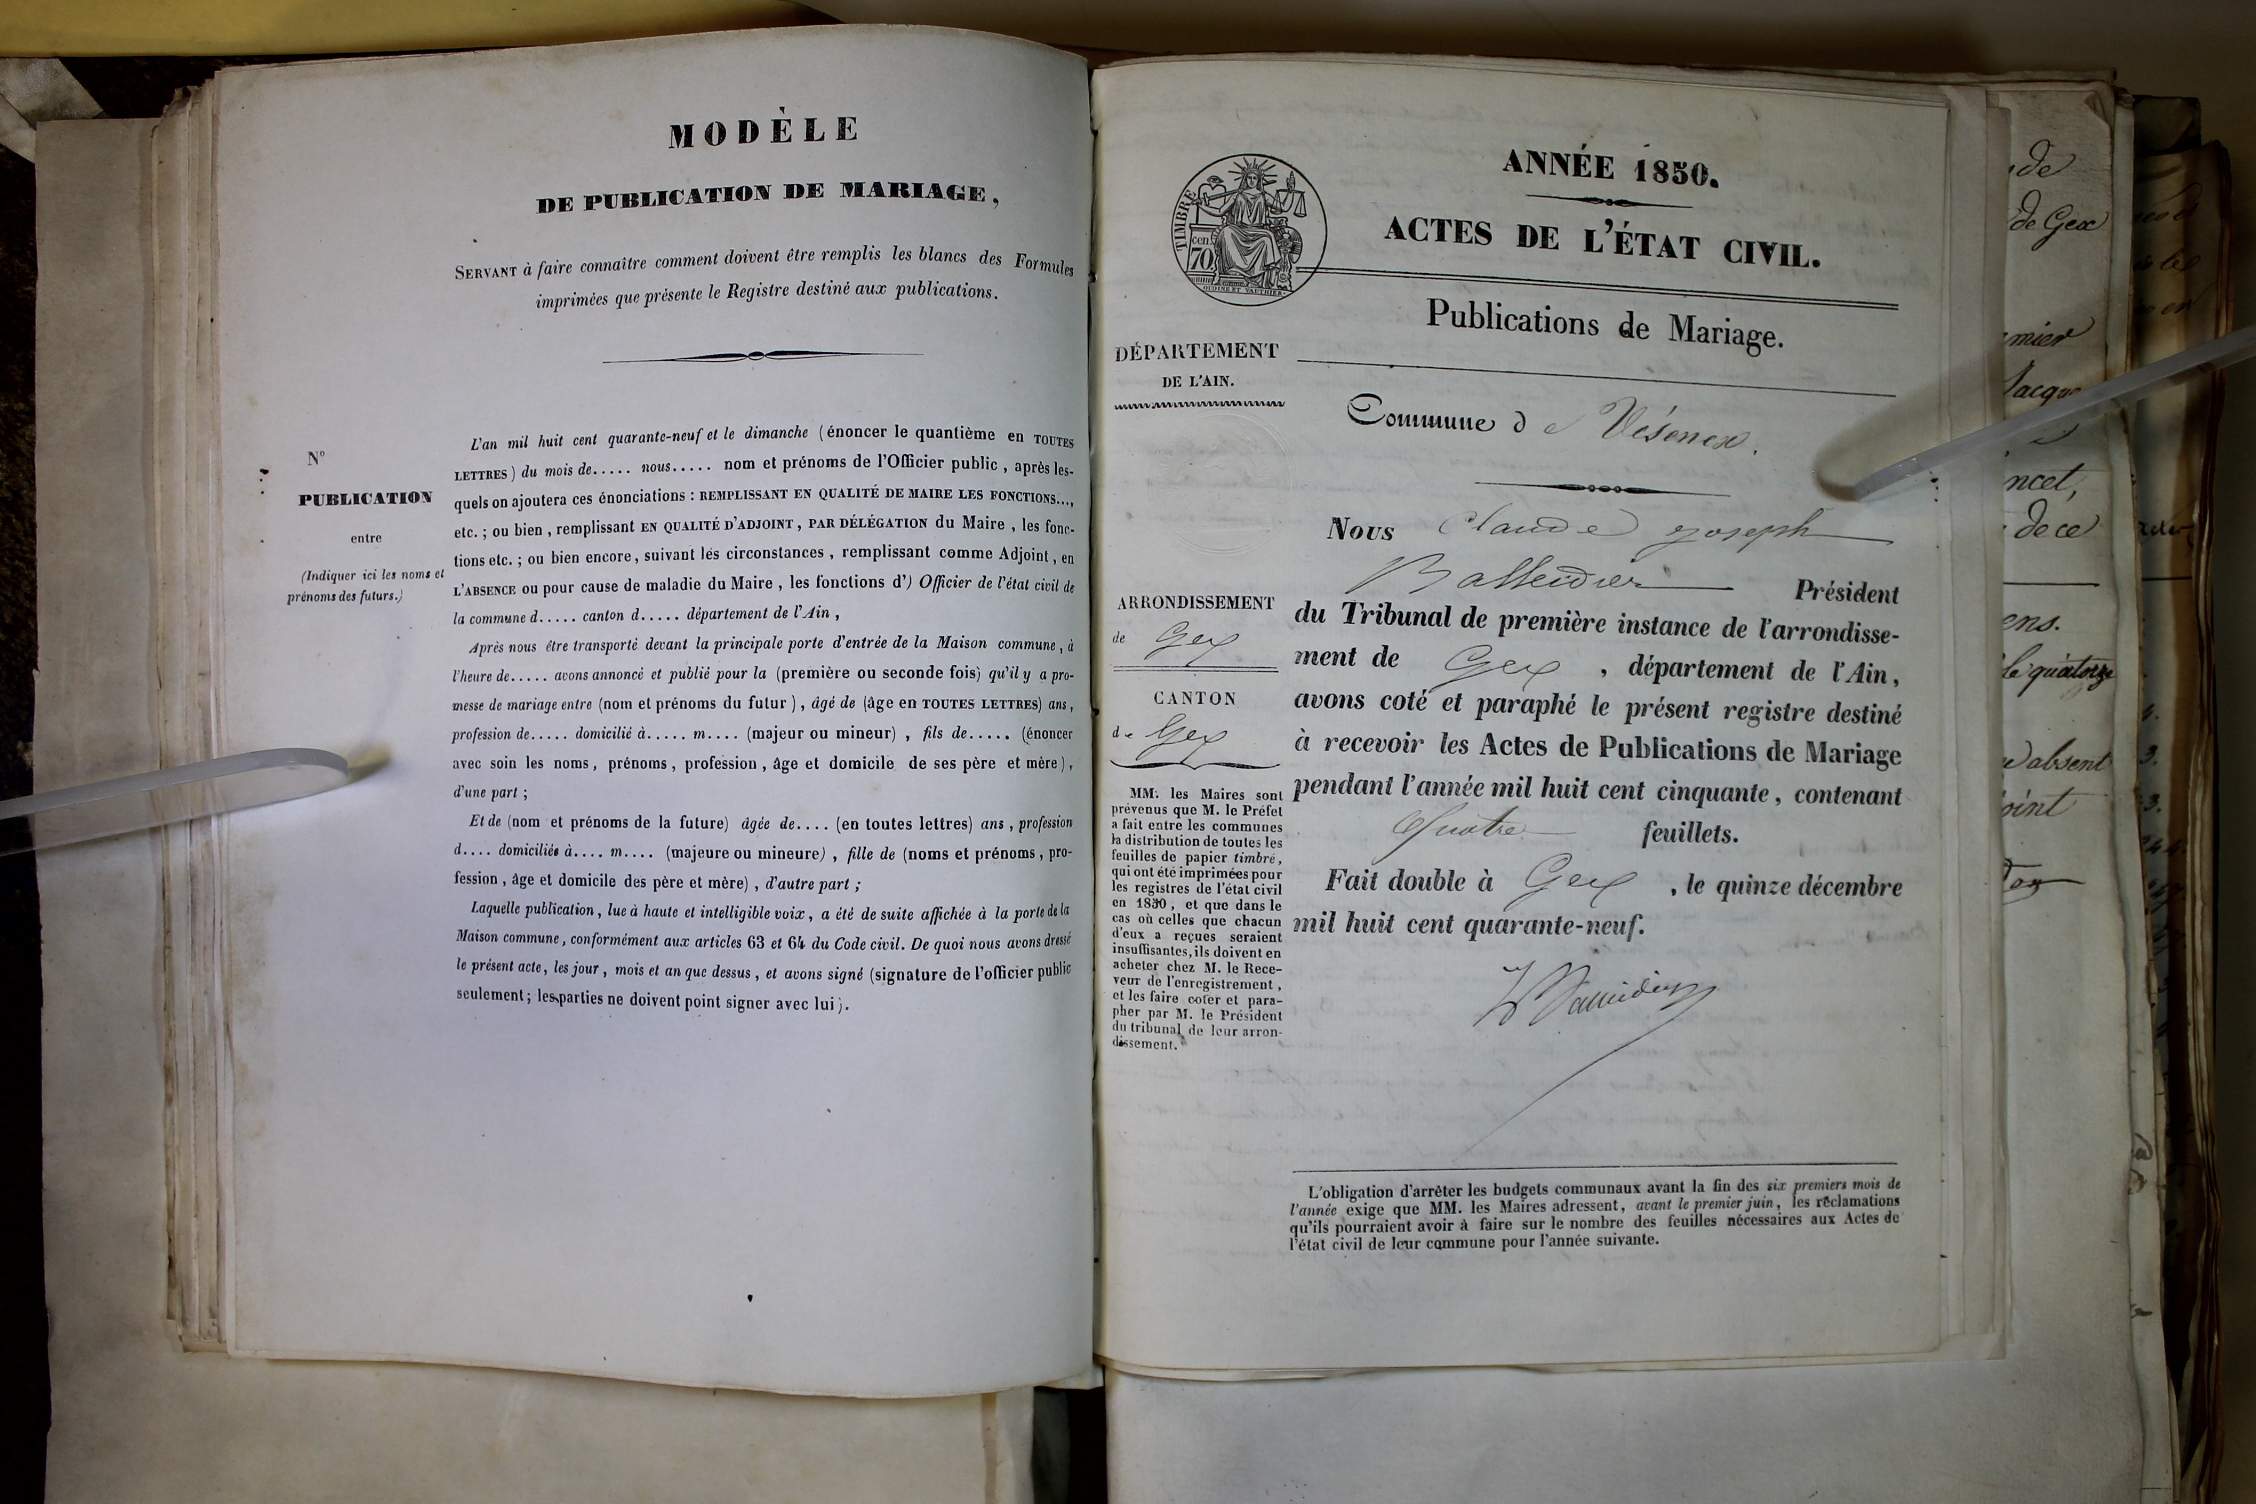 MODÈLE
DE PUBLICATION DE MARIAGE,
SERVANT à faire connaître comment doivent être remplis les blancs des Formules
imprimées que présente le Registre destiné aux publications.
N°
PUBLICATION
entre
(Indiquer ici les noms et
prénoms des futurs.)
L'an mil huit cent quarante-neuf et le dimanche (énoncer le quantième en TOUTES
LETTRES) du mois de..... nous..... nom et prénoms de l'Officier public, après les-
quels on ajoutera ces énonciations : REMPLISSANT EN QUALITÉ DE MAIRE LES FONCTIONS...,
etc. ; ou bien, remplissant EN QUALITÉ D'ADJOINT, PAR DÉLÉGATION du Maire, les fonc-
tions etc. ; ou bien encore, suivant les circonstances, remplissant comme Adjoint, en
L'ABSENCE ou pour cause de maladie du Maire, les fonctions d') Officier de l'état civil de
la commune d..... canton d..... département de l'Ain,
Après nous être transporté devant la principale porte d'entrée de la Maison commune, à
l'heure de..... avons annoncé et publié pour la (première ou seconde fois) qu'il y a pro-
messe de mariage entre (nom et prénoms du futur), âgé de (âge en TOUTES LETTRES) ans,
profession de..... domicilié à..... m.... (majeur ou mineur), fils de..... (énoncer
avec soin les noms, prénoms, profession, âge et domicile de ses père et mère),
d'une part ;
Et de (nom et prénoms de la future) âgée de.... (en toutes lettres) ans, profession
d.... domiciliée à.... m.... (majeure ou mineure), fille de (noms et prénoms, pro-
fession, âge et domicile des père et mère), d'autre part ;
Laquelle publication, lue à haute et intelligible voix, a été de suite affichée à la porte de la
Maison commune, conformément aux articles 63 et 64 du Code civil. De quoi nous avons dressé
le présent acte, les jour, mois et an que dessus, et avons signé (signature de l'officier public
seulement ; les parties ne doivent point signer avec lui).
TIMBRE
cen.
70
OUDINÉ ET VAUTHIER
ANNÉE 1850.
ACTES DE L'ÉTAT CIVIL.
Publications de Mariage.
DÉPARTEMENT
DE L'AIN.
Commune de Vésenex.
Nous Claude joseph
Balleidier Président
du Tribunal de première instance de l'arrondisse-
ment de Gex, département de l'Ain,
avons coté et paraphé le présent registre destiné
à recevoir les Actes de Publications de Mariage
pendant l'année mil huit cent cinquante, contenant
Quatre feuillets.
Fait double à Gex, le quinze décembre
mil huit cent quarante-neuf.
ARRONDISSEMENT
de Gex
CANTON
de Gex
MM. les Maires sont
prévenus que M. le Préfet
a fait entre les communes
la distribution de toutes les
feuilles de papier timbré,
qui ont été imprimées pour
les registres de l'état civil
en 1850, et que dans le
cas où celles que chacun
d'eux a reçues seraient
insuffisantes, ils doivent en
acheter chez M. le Rece-
veur de l'enregistrement,
et les faire coter et para-
pher par M. le Président
du tribunal de leur arron-
dissement.
L'obligation d'arrêter les budgets communaux avant la fin des six premiers mois de
l'année exige que MM. les Maires adressent, avant le premier juin, les réclamations
qu'ils pourraient avoir à faire sur le nombre des feuilles nécessaires aux Actes de
l'état civil de leur commune pour l'année suivante.
de
de Gex
mier
Jacqu
ncet,
de ce
ens.
le quatorze
absent
oint